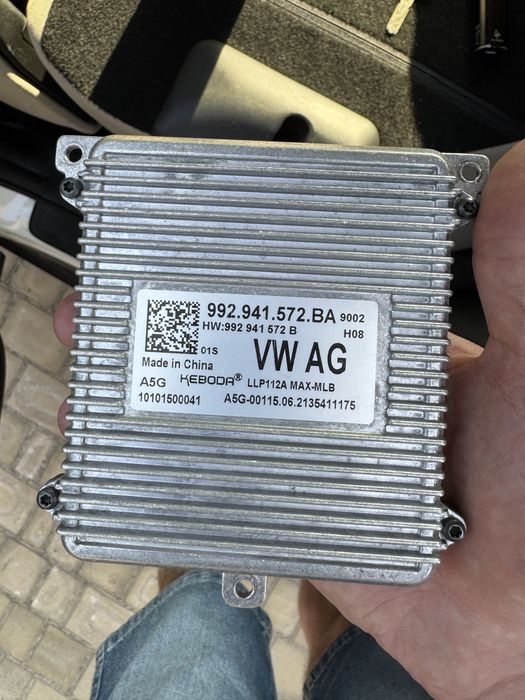 992.941.572.BA 9002
HW:992 941 572 B H08
01S VW AG
Made in China
A5G KEBODA® LLP112A MAX-MLB
10101500041 A5G-00115.06.2135411175